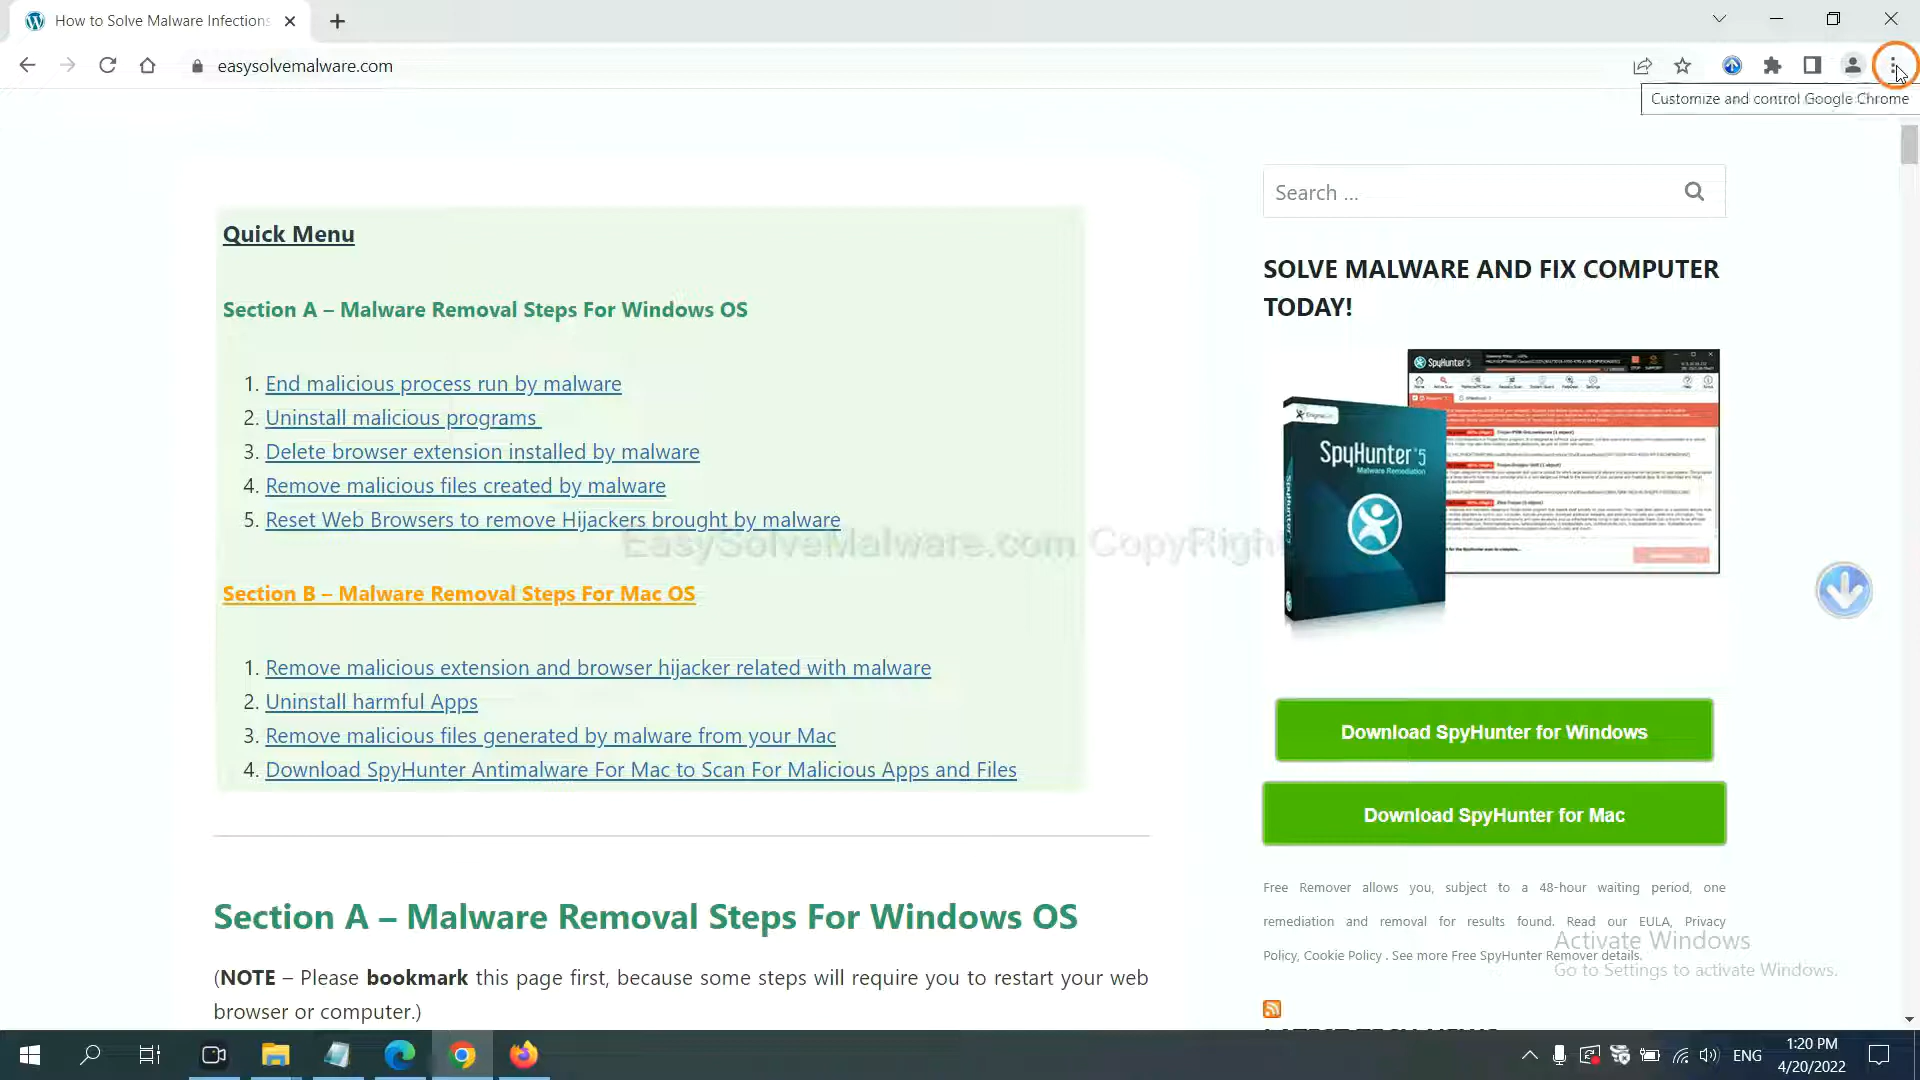 How to Solve Malware Infections
easysolvemalware.com
Customize and control Google Chrome
Search ...
Quick Menu
SOLVE MALWARE AND FIX COMPUTER
TODAY!
Section A – Malware Removal Steps For Windows OS
1. End malicious process run by malware
2. Uninstall malicious programs
3. Delete browser extension installed by malware
4. Remove malicious files created by malware
5. Reset Web Browsers to remove Hijackers brought by malware
EasySolveMalware.com CopyRight
SpyHunter 5
SpyHunter 5
Malware Remediation
Section B – Malware Removal Steps For Mac OS
1. Remove malicious extension and browser hijacker related with malware
2. Uninstall harmful Apps
3. Remove malicious files generated by malware from your Mac
4. Download SpyHunter Antimalware For Mac to Scan For Malicious Apps and Files
Download SpyHunter for Windows
Download SpyHunter for Mac
Free Remover allows you, subject to a 48-hour waiting period, one
remediation and removal for results found. Read our EULA, Privacy
Policy, Cookie Policy . See more Free SpyHunter Remover details.
Activate Windows
Go to Settings to activate Windows.
Section A – Malware Removal Steps For Windows OS
(NOTE – Please bookmark this page first, because some steps will require you to restart your web
browser or computer.)
LATEST TECH NEWS
ENG
1:20 PM
4/20/2022